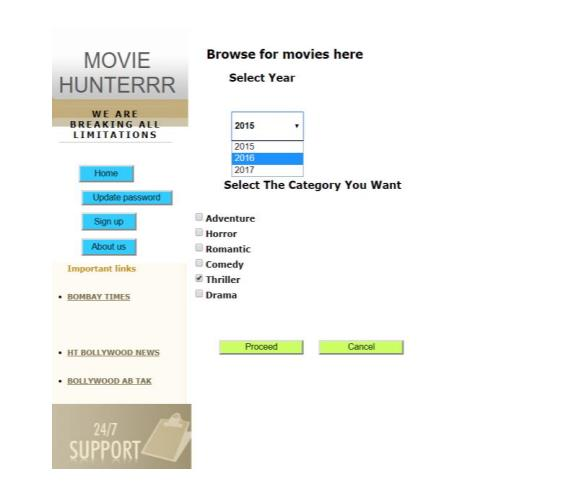 MOVIE
HUNTERRR
WE ARE
BREAKING ALL
LIMITATIONS
Home
Update password
Sign up
About us
Important links
BOMBAY TIMES
HT BOLLYWOOD NEWS
BOLLYWOOD AB TAK
24/7
SUPPORT
Browse for movies here
Select Year
2015
2015
2016
2017
Select The Category You Want
Adventure
Horror
Romantic
Comedy
Thriller
Drama
Proceed
Cancel